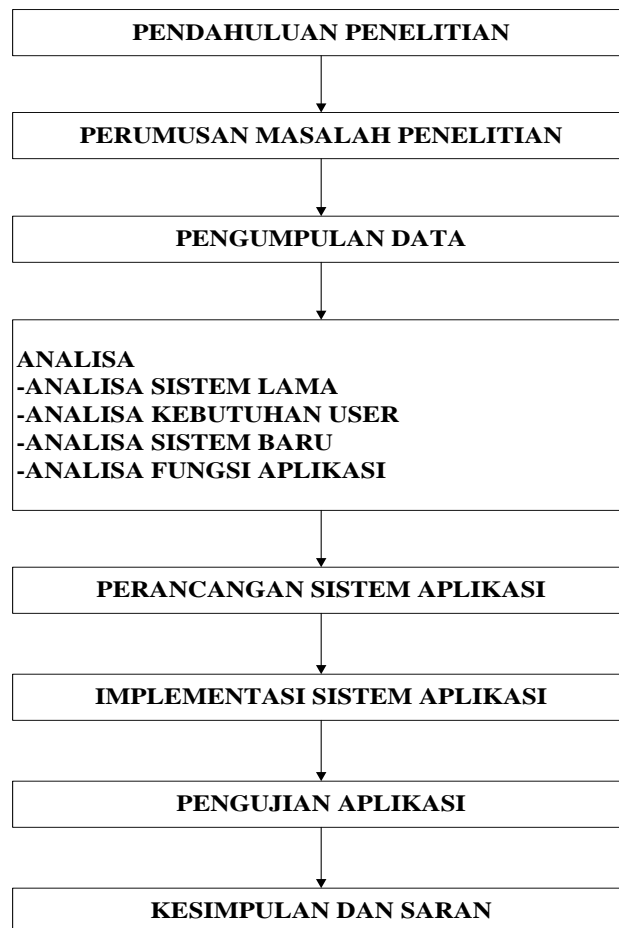 PENDAHULUAN PENELITIAN
PERUMUSAN MASALAH PENELITIAN
PENGUMPULAN DATA
ANALISA
-ANALISA SISTEM LAMA
-ANALISA KEBUTUHAN USER
-ANALISA SISTEM BARU
-ANALISA FUNGSI APLIKASI
PERANCANGAN SISTEM APLIKASI
IMPLEMENTASI SISTEM APLIKASI
PENGUJIAN APLIKASI
KESIMPULAN DAN SARAN